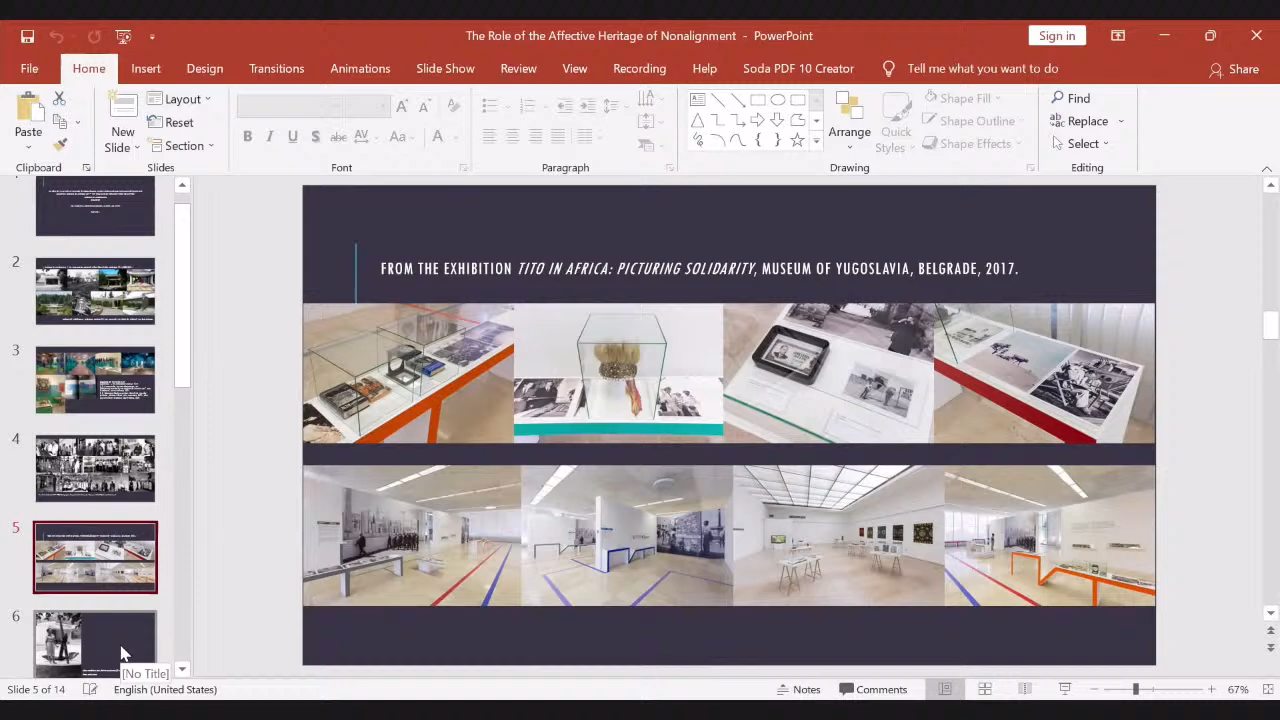 The Role of the Affective Heritage of Nonalignment - PowerPoint
Sign in
File Home Insert Design Transitions Animations Slide Show Review View Recording Help Soda PDF 10 Creator Tell me what you want to do Share
Paste
New Slide
Layout
Reset
Section
B I U S abc AV Aa A
Arrange
Quick Styles
Shape Fill
Shape Outline
Shape Effects
Find
Replace
Select
Clipboard Slides Font Paragraph Drawing Editing
2
3
4
5
6
FROM THE EXHIBITION TITO IN AFRICA: PICTURING SOLIDARITY, MUSEUM OF YUGOSLAVIA, BELGRADE, 2017.
[No Title]
Slide 5 of 14 English (United States) Notes Comments 67%